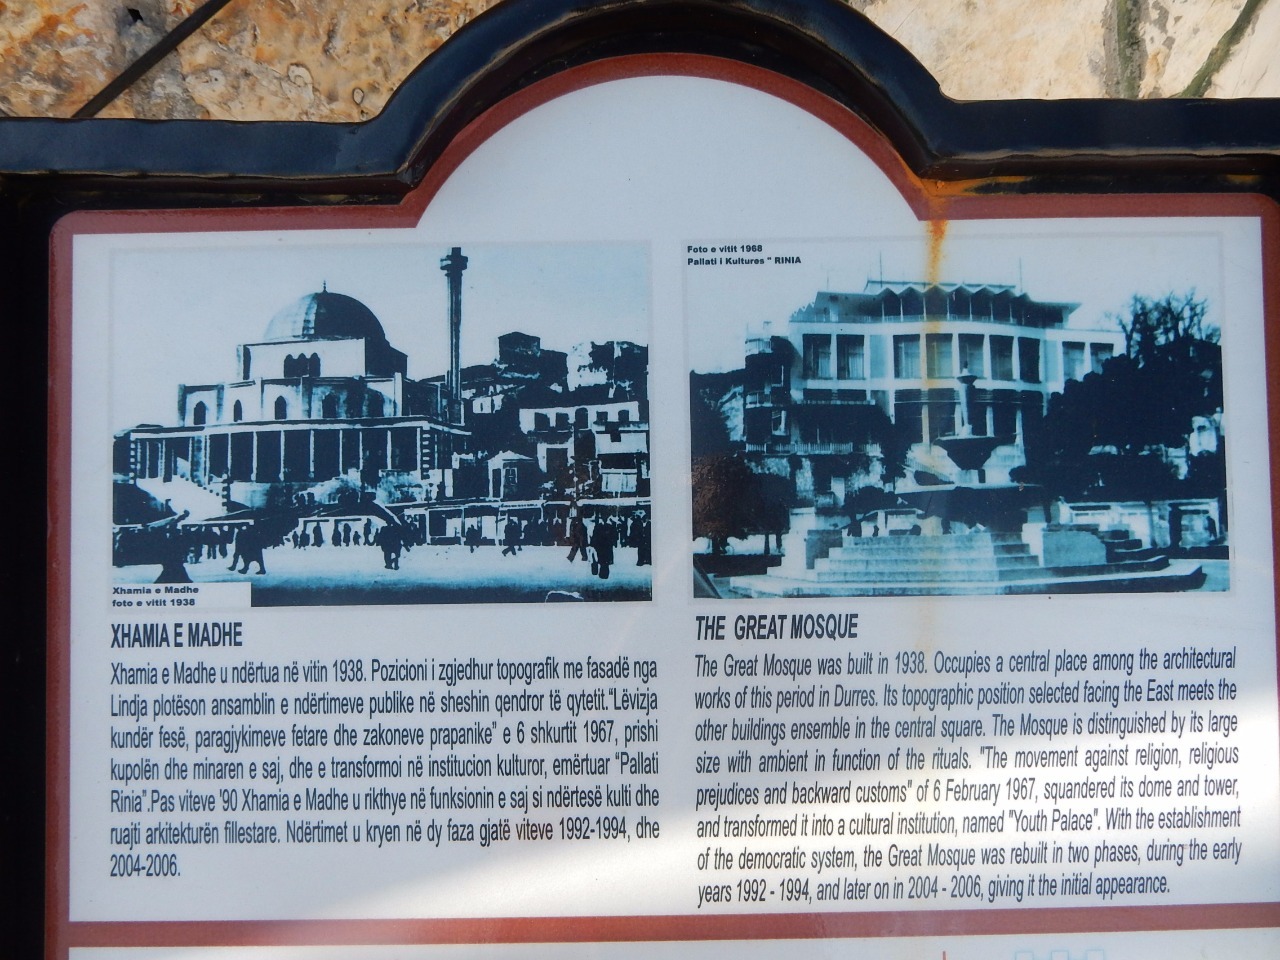 Xhamia e Madhe
foto e vitit 1938
XHAMIA E MADHE
Xhamia e Madhe u ndërtua në vitin 1938. Pozicioni i zgjedhur topografik me fasadë nga
Lindja plotëson ansamblin e ndërtimeve publike në sheshin qendror të qytetit."Lëvizja
kundër fesë, paragjykimeve fetare dhe zakoneve prapanike" e 6 shkurtit 1967, prishi
kupolën dhe minaren e saj, dhe e transformoi në institucion kulturor, emërtuar "Pallati
Rinia".Pas viteve '90 Xhamia e Madhe u rikthye në funksionin e saj si ndërtesë kulti dhe
ruajti arkitekturën fillestare. Ndërtimet u kryen në dy faza gjatë viteve 1992-1994, dhe
2004-2006.
Foto e vitit 1968
Pallati i Kultures " RINIA
THE GREAT MOSQUE
The Great Mosque was built in 1938. Occupies a central place among the architectural
works of this period in Durres. Its topographic position selected facing the East meets the
other buildings ensemble in the central square. The Mosque is distinguished by its large
size with ambient in function of the rituals. "The movement against religion, religious
prejudices and backward customs" of 6 February 1967, squandered its dome and tower,
and transformed it into a cultural institution, named "Youth Palace". With the establishment
of the democratic system, the Great Mosque was rebuilt in two phases, during the early
years 1992 - 1994, and later on in 2004 - 2006, giving it the initial appearance.